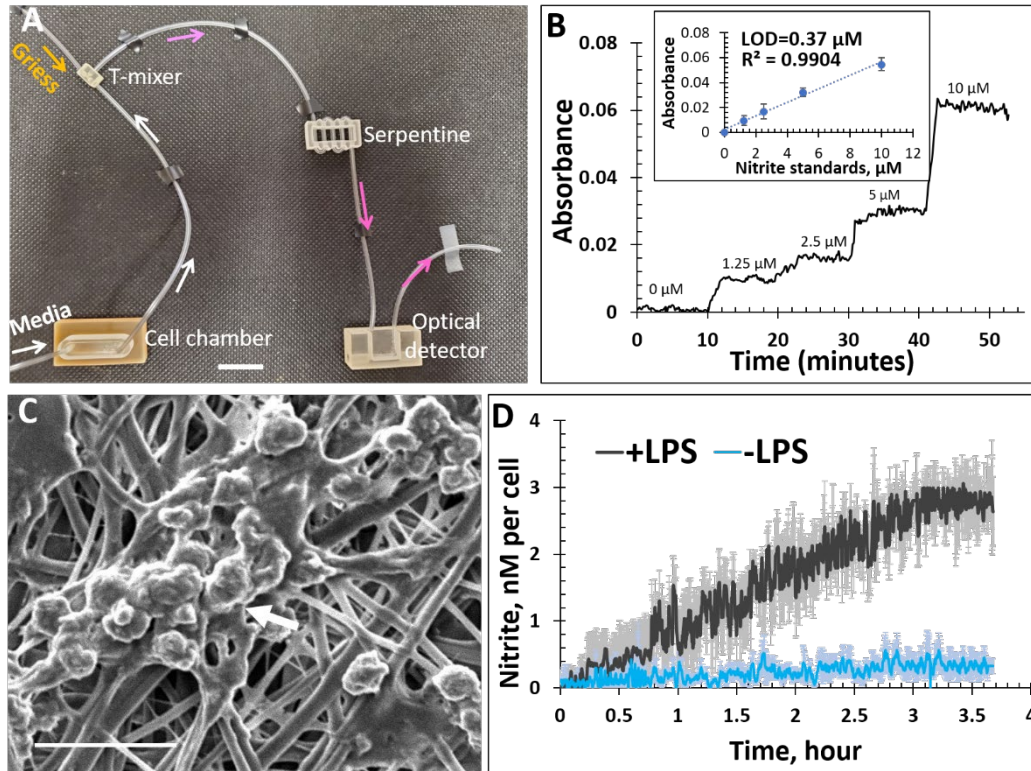 A
Griess
T-mixer
Serpentine
Media
Cell chamber
Optical
detector
B
Absorbance
0.08
0.06
0.04
0.02
0
0 µM
1.25 µM
2.5 µM
5 µM
10 µM
0
10
20
30
40
50
Time (minutes)
LOD=0.37 µM
R² = 0.9904
Absorbance
0.08
0.06
0.04
0.02
0
0
2
4
6
8
10
12
Nitrite standards, µM
C
D
+LPS
-LPS
Nitrite, nM per cell
4
3
2
1
0
0
0.5
1
1.5
2
2.5
3
3.5
4
Time, hour